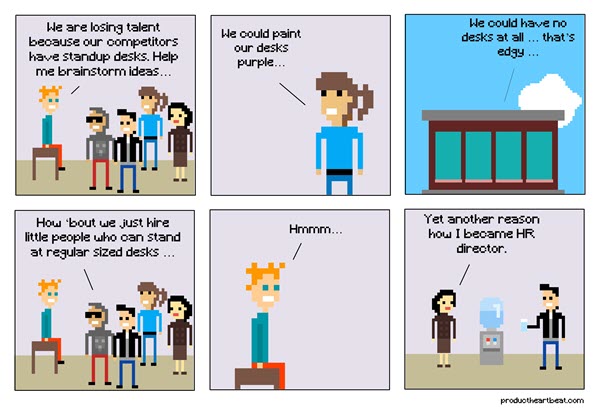 We are losing talent
because our competitors
have standup desks. Help
me brainstorm ideas...
We could paint
our desks
purple...
We could have no
desks at all ... that's
edgy ...
How 'bout we just hire
little people who can stand
at regular sized desks ...
Hmmm...
Yet another reason
how I became HR
director.
productheartbeat.com